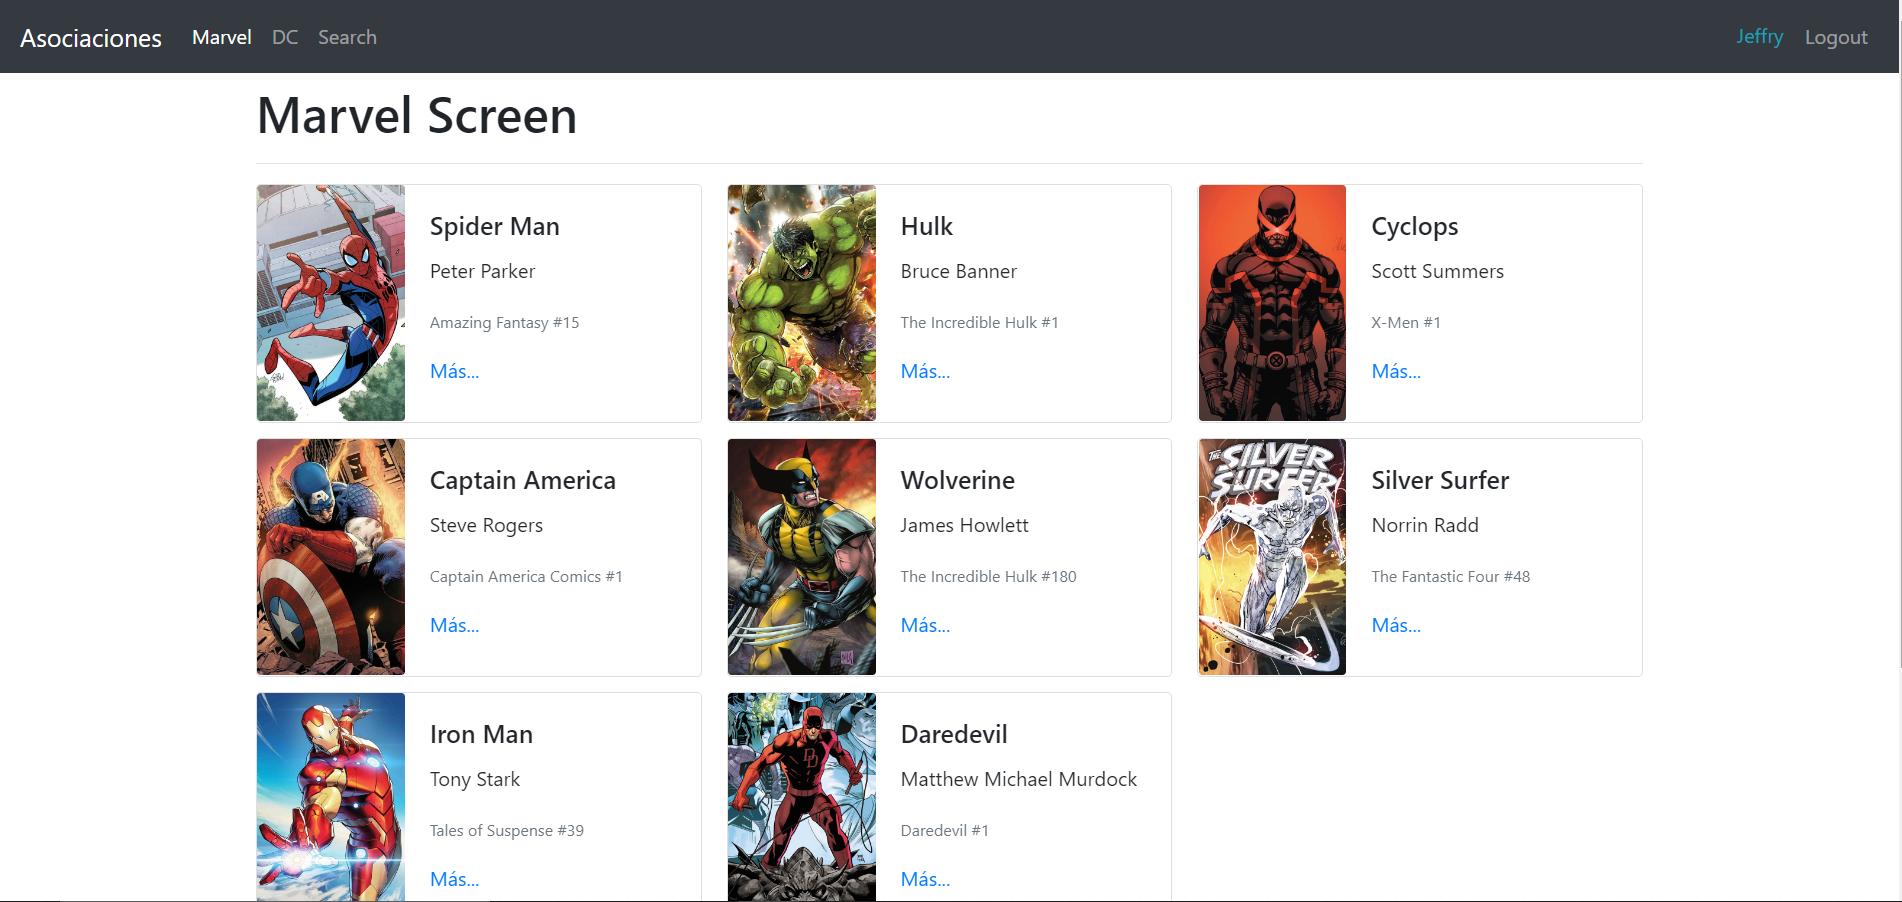 Asociaciones Marvel DC Search Jeffry Logout
Marvel Screen
Spider Man
Peter Parker
Amazing Fantasy #15
Más...
Hulk
Bruce Banner
The Incredible Hulk #1
Más...
Cyclops
Scott Summers
X-Men #1
Más...
Captain America
Steve Rogers
Captain America Comics #1
Más...
Wolverine
James Howlett
The Incredible Hulk #180
Más...
THE
SILVER
SURFER
Silver Surfer
Norrin Radd
The Fantastic Four #48
Más...
Iron Man
Tony Stark
Tales of Suspense #39
Más...
DD
Daredevil
Matthew Michael Murdock
Daredevil #1
Más...